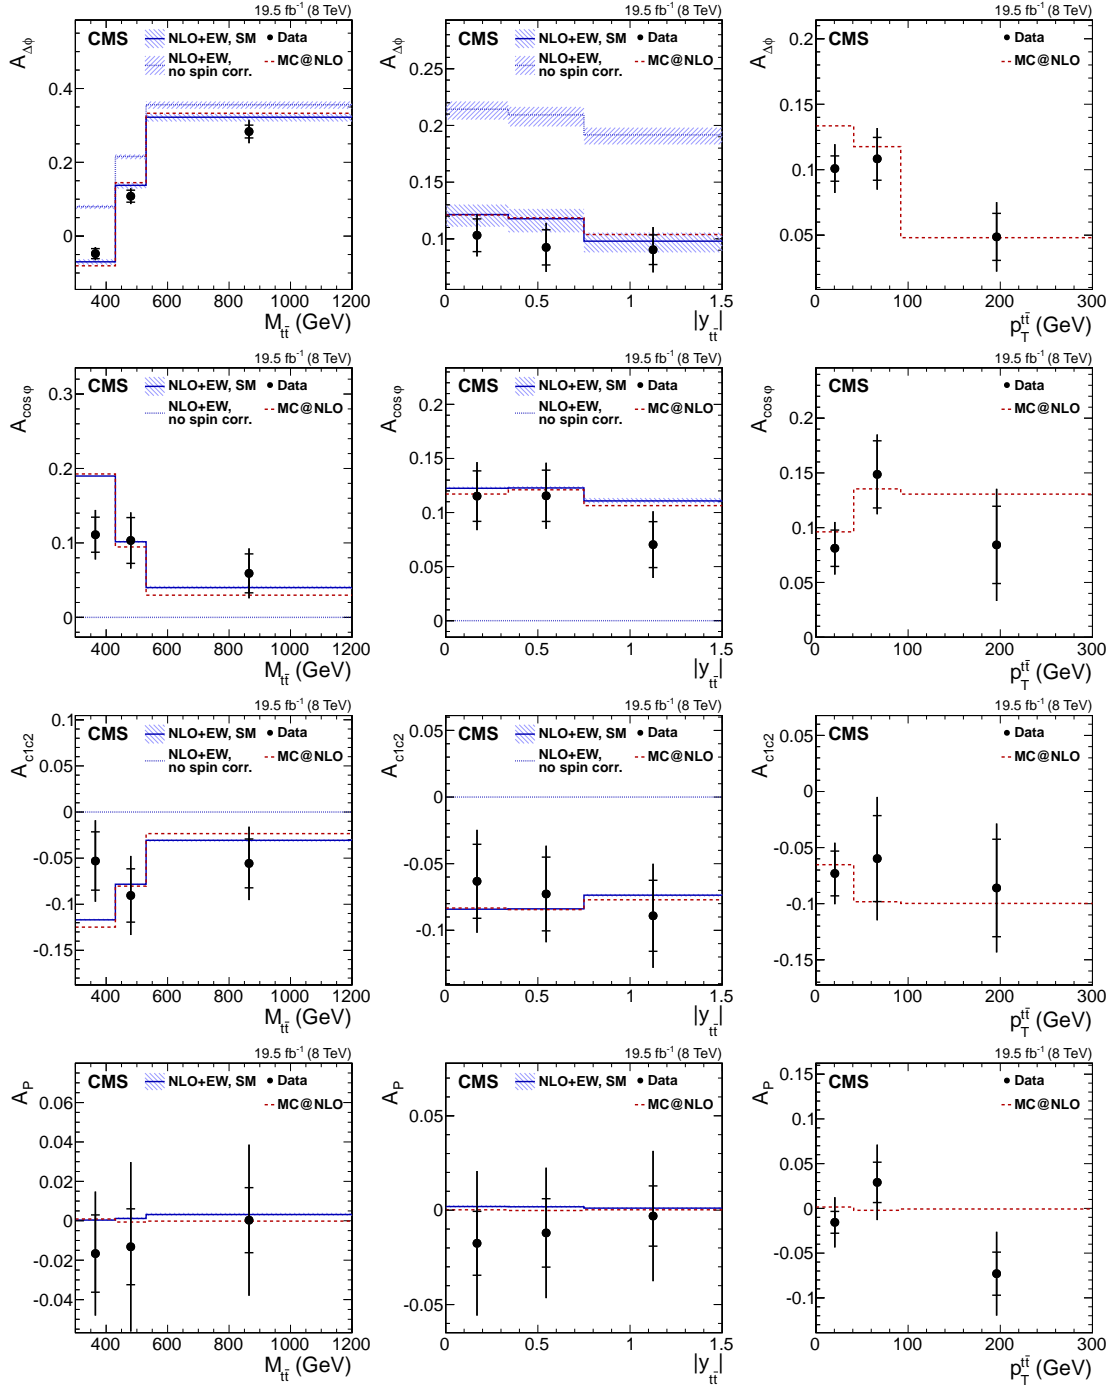 19.5 fb⁻¹ (8 TeV)
CMS
NLO+EW, SM
Data
NLO+EW,
no spin corr.
MC@NLO
A_Δϕ
0.4
0.2
0
400 600 800 1000 1200
M_tt̄ (GeV)
19.5 fb⁻¹ (8 TeV)
CMS
NLO+EW, SM
Data
NLO+EW,
no spin corr.
MC@NLO
A_Δϕ
0.25
0.2
0.15
0.1
0 0.5 1 1.5
|y_tt̄|
19.5 fb⁻¹ (8 TeV)
CMS
Data
MC@NLO
A_Δϕ
0.2
0.15
0.1
0.05
0 100 200 300
p_T^tt̄ (GeV)
19.5 fb⁻¹ (8 TeV)
CMS
NLO+EW, SM
Data
NLO+EW,
no spin corr.
MC@NLO
A_cos φ
0.3
0.2
0.1
0
400 600 800 1000 1200
M_tt̄ (GeV)
19.5 fb⁻¹ (8 TeV)
CMS
NLO+EW, SM
Data
NLO+EW,
no spin corr.
MC@NLO
A_cos φ
0.2
0.15
0.1
0.05
0
0 0.5 1 1.5
|y_tt̄|
19.5 fb⁻¹ (8 TeV)
CMS
Data
MC@NLO
A_cos φ
0.2
0.15
0.1
0.05
0
0 100 200 300
p_T^tt̄ (GeV)
19.5 fb⁻¹ (8 TeV)
CMS
NLO+EW, SM
Data
NLO+EW,
no spin corr.
MC@NLO
A_c1c2
0.1
0.05
0
-0.05
-0.1
-0.15
400 600 800 1000 1200
M_tt̄ (GeV)
19.5 fb⁻¹ (8 TeV)
CMS
NLO+EW, SM
Data
NLO+EW,
no spin corr.
MC@NLO
A_c1c2
0.05
0
-0.05
-0.1
0 0.5 1 1.5
|y_tt̄|
19.5 fb⁻¹ (8 TeV)
CMS
Data
MC@NLO
A_c1c2
0.05
0
-0.05
-0.1
-0.15
0 100 200 300
p_T^tt̄ (GeV)
19.5 fb⁻¹ (8 TeV)
CMS
NLO+EW, SM
Data
MC@NLO
A_P
0.06
0.04
0.02
0
-0.02
-0.04
400 600 800 1000 1200
M_tt̄ (GeV)
19.5 fb⁻¹ (8 TeV)
CMS
NLO+EW, SM
Data
MC@NLO
A_P
0.05
0
-0.05
0 0.5 1 1.5
|y_tt̄|
19.5 fb⁻¹ (8 TeV)
CMS
Data
MC@NLO
A_P
0.15
0.1
0.05
0
-0.05
-0.1
0 100 200 300
p_T^tt̄ (GeV)